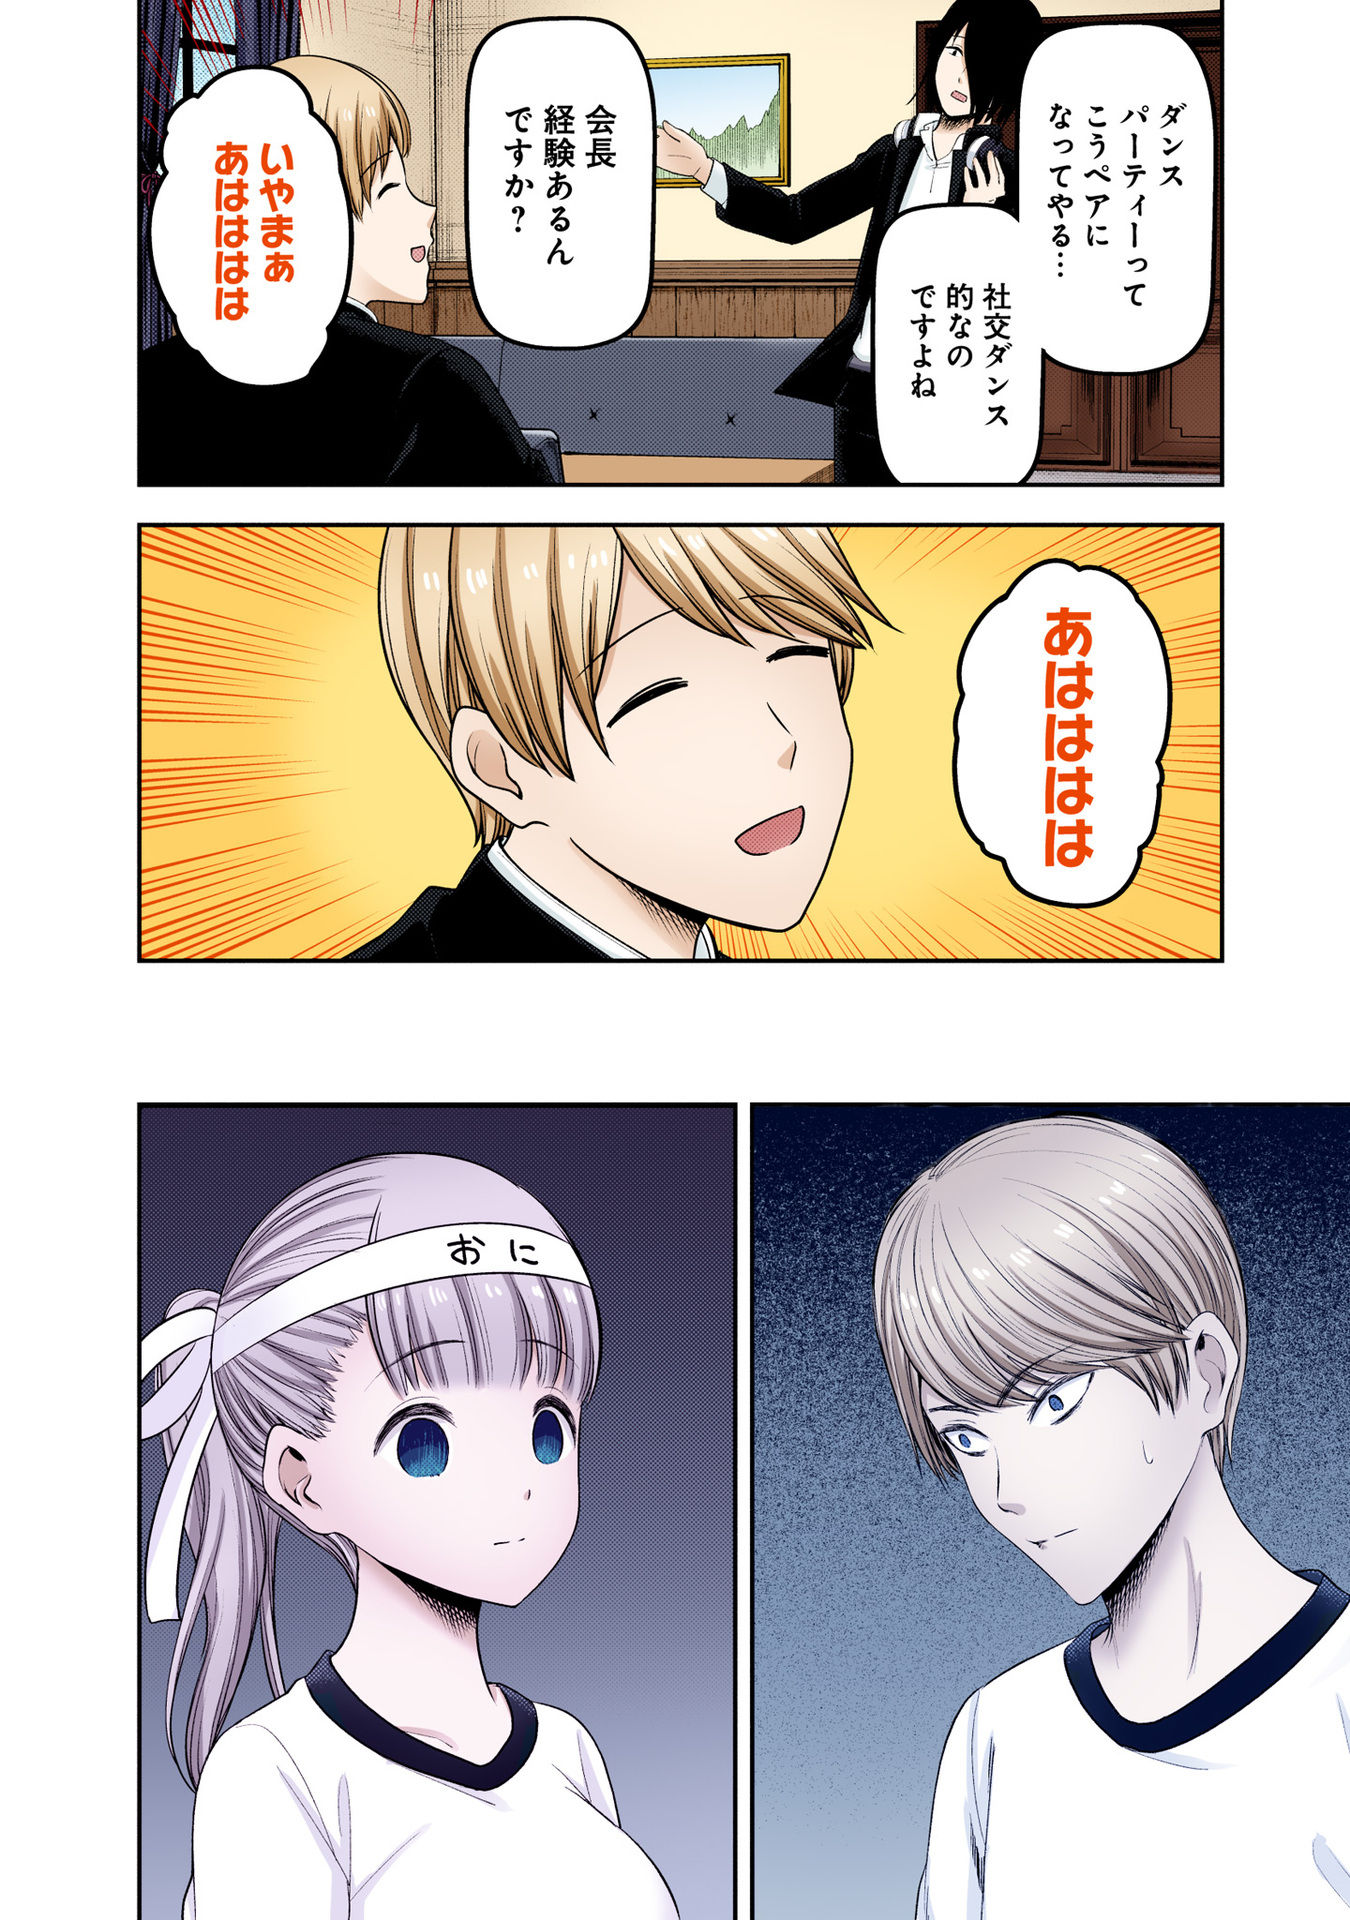 ダンス
パーティーって
こうペアに
なってやる…
社交ダンス
的なの
ですよね
会長
経験あるん
ですか?
いやまぁ
あはははは
あはははは
おに